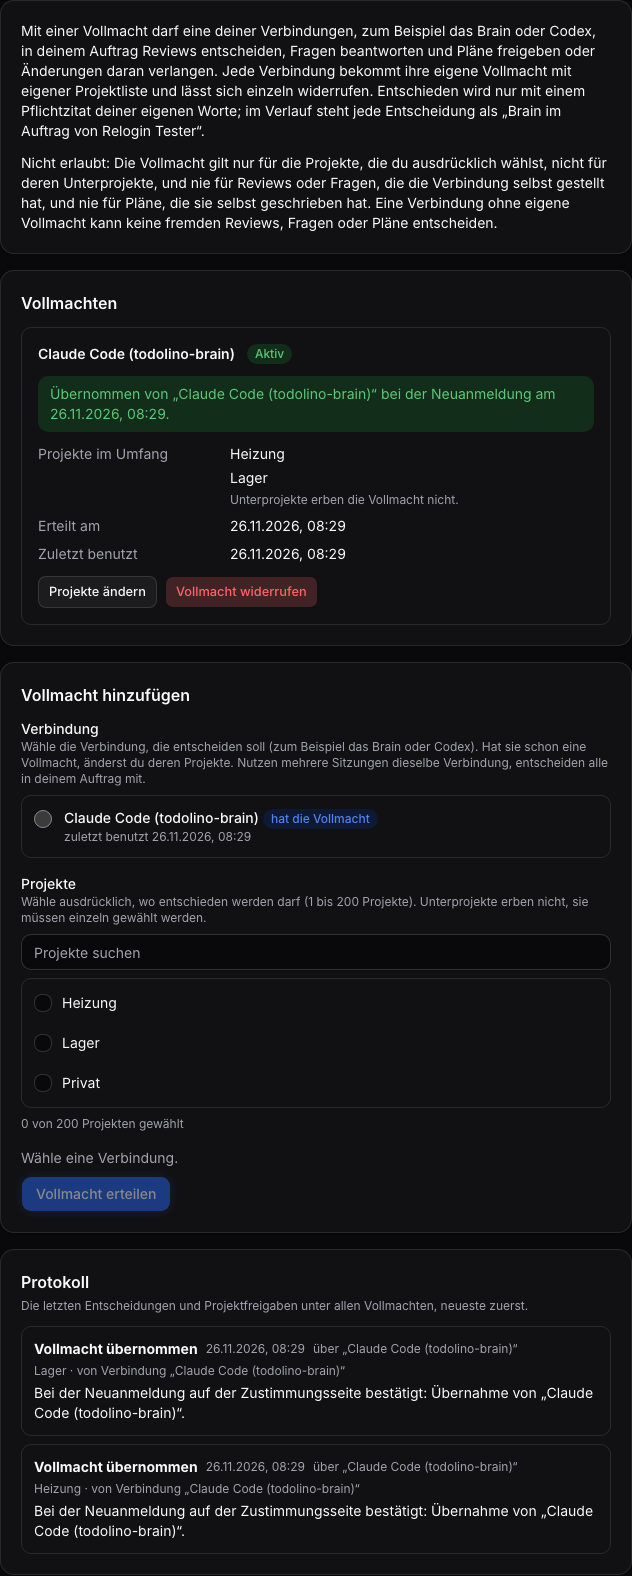 Mit einer Vollmacht darf eine deiner Verbindungen, zum Beispiel das Brain oder Codex,
in deinem Auftrag Reviews entscheiden, Fragen beantworten und Pläne freigeben oder
Änderungen daran verlangen. Jede Verbindung bekommt ihre eigene Vollmacht mit
eigener Projektliste und lässt sich einzeln widerrufen. Entschieden wird nur mit einem
Pflichtzitat deiner eigenen Worte; im Verlauf steht jede Entscheidung als „Brain im
Auftrag von Relogin Tester“.
Nicht erlaubt: Die Vollmacht gilt nur für die Projekte, die du ausdrücklich wählst, nicht für
deren Unterprojekte, und nie für Reviews oder Fragen, die die Verbindung selbst gestellt
hat, und nie für Pläne, die sie selbst geschrieben hat. Eine Verbindung ohne eigene
Vollmacht kann keine fremden Reviews, Fragen oder Pläne entscheiden.
Vollmachten
Claude Code (todolino-brain) Aktiv
Übernommen von „Claude Code (todolino-brain)“ bei der Neuanmeldung am
26.11.2026, 08:29.
Projekte im Umfang Heizung
Lager
Unterprojekte erben die Vollmacht nicht.
Erteilt am 26.11.2026, 08:29
Zuletzt benutzt 26.11.2026, 08:29
Projekte ändern Vollmacht widerrufen
Vollmacht hinzufügen
Verbindung
Wähle die Verbindung, die entscheiden soll (zum Beispiel das Brain oder Codex). Hat sie schon eine
Vollmacht, änderst du deren Projekte. Nutzen mehrere Sitzungen dieselbe Verbindung, entscheiden alle
in deinem Auftrag mit.
Claude Code (todolino-brain) hat die Vollmacht
zuletzt benutzt 26.11.2026, 08:29
Projekte
Wähle ausdrücklich, wo entschieden werden darf (1 bis 200 Projekte). Unterprojekte erben nicht, sie
müssen einzeln gewählt werden.
Projekte suchen
Heizung
Lager
Privat
0 von 200 Projekten gewählt
Wähle eine Verbindung.
Vollmacht erteilen
Protokoll
Die letzten Entscheidungen und Projektfreigaben unter allen Vollmachten, neueste zuerst.
Vollmacht übernommen 26.11.2026, 08:29 über „Claude Code (todolino-brain)“
Lager · von Verbindung „Claude Code (todolino-brain)“
Bei der Neuanmeldung auf der Zustimmungsseite bestätigt: Übernahme von „Claude
Code (todolino-brain)“.
Vollmacht übernommen 26.11.2026, 08:29 über „Claude Code (todolino-brain)“
Heizung · von Verbindung „Claude Code (todolino-brain)“
Bei der Neuanmeldung auf der Zustimmungsseite bestätigt: Übernahme von „Claude
Code (todolino-brain)“.